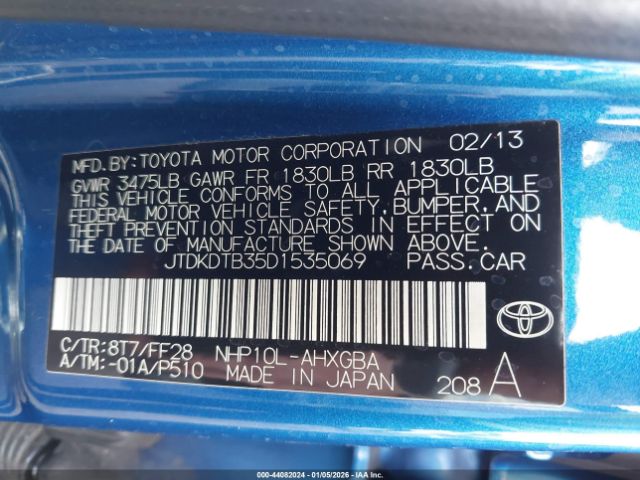 MFD. BY: TOYOTA MOTOR CORPORATION 02/13
GVWR 3475LB GAWR FR 1830LB RR 1830LB
THIS VEHICLE CONFORMS TO ALL APPLICABLE
FEDERAL MOTOR VEHICLE SAFETY, BUMPER, AND
THEFT PREVENTION STANDARDS IN EFFECT ON
THE DATE OF MANUFACTURE SHOWN ABOVE.
JTDKDTB35D1535069 PASS.CAR
C/TR: 8T7/FF28 NHP10L-AHXGBA
A/TM: -01A/P510 MADE IN JAPAN 208 A
000-44082024 - 01/05/2026 - IAAI.COM